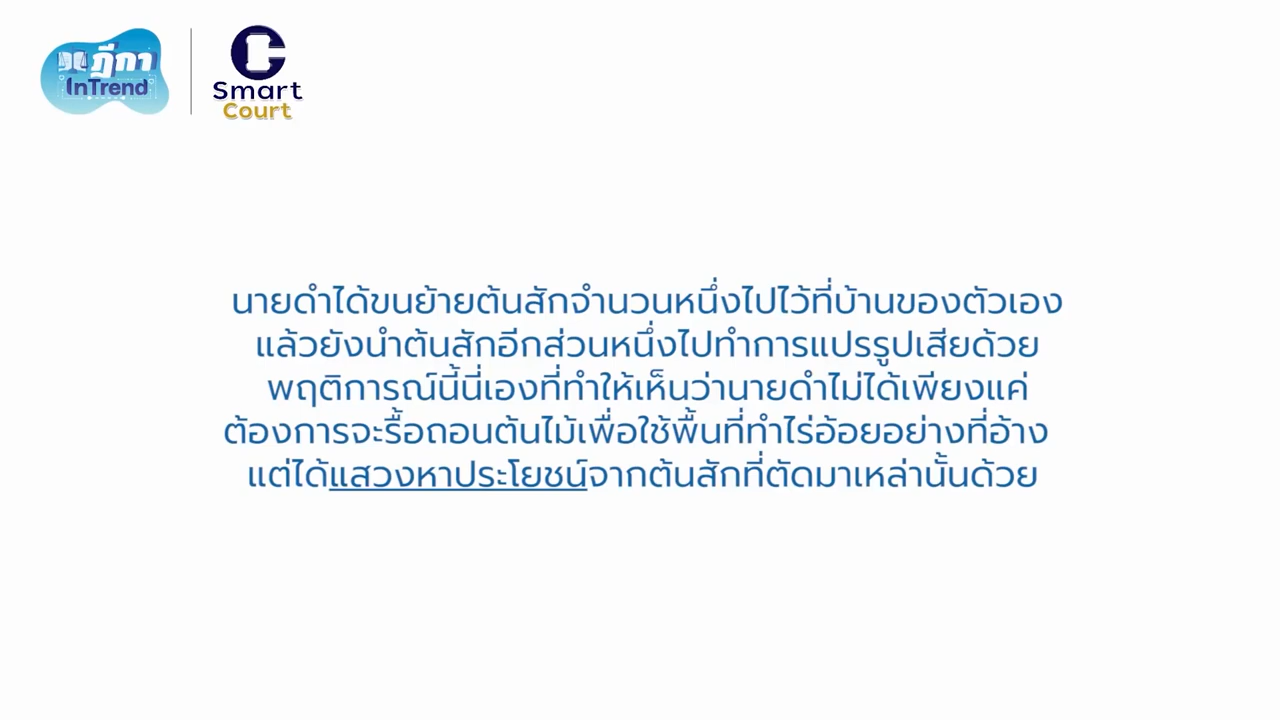 ฎีกา
InTrend
Smart
Court
นายดำได้ขนย้ายต้นสักจำนวนหนึ่งไปไว้ที่บ้านของตัวเอง
แล้วยังนำต้นสักอีกส่วนหนึ่งไปทำการแปรรูปเสียด้วย
พฤติการณ์นี้นี่เองที่ทำให้เห็นว่านายดำไม่ได้เพียงแค่
ต้องการจะรื้อถอนต้นไม้เพื่อใช้พื้นที่ทำไร่อ้อยอย่างที่อ้าง
แต่ได้แสวงหาประโยชน์จากต้นสักที่ตัดมาเหล่านั้นด้วย